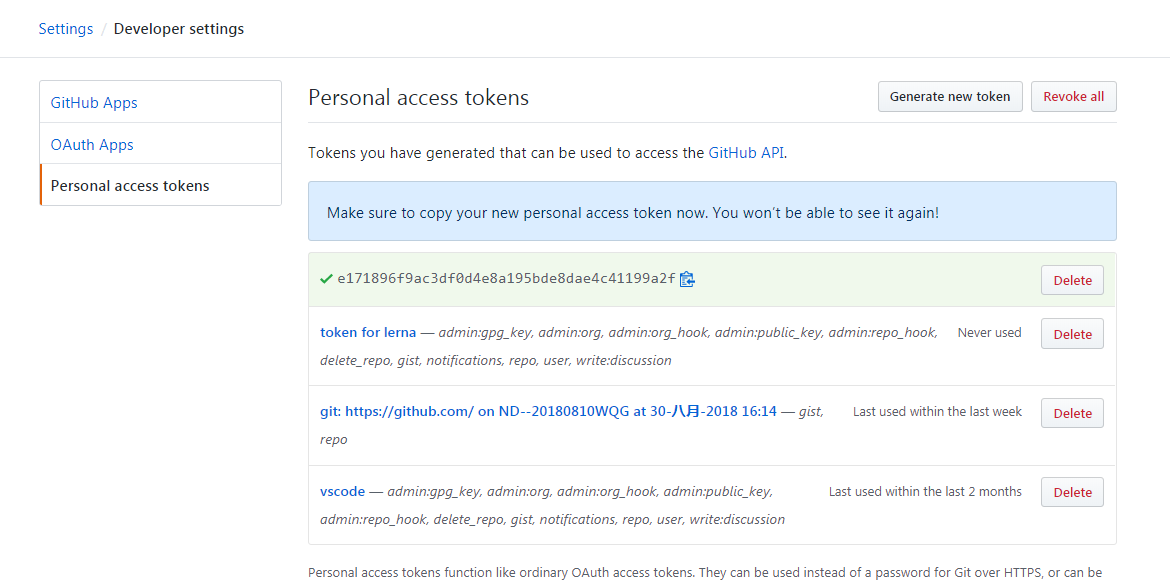 Settings / Developer settings
GitHub Apps
OAuth Apps
Personal access tokens
Personal access tokens
Generate new token
Revoke all
Tokens you have generated that can be used to access the GitHub API.
Make sure to copy your new personal access token now. You won't be able to see it again!
e171896f9ac3df0d4e8a195bde8dae4c41199a2f
Delete
token for lerna — admin:gpg_key, admin:org, admin:org_hook, admin:public_key, admin:repo_hook,
delete_repo, gist, notifications, repo, user, write:discussion
Never used
Delete
git: https://github.com/ on ND--20180810WQG at 30-八月-2018 16:14 — gist,
repo
Last used within the last week
Delete
vscode — admin:gpg_key, admin:org, admin:org_hook, admin:public_key,
admin:repo_hook, delete_repo, gist, notifications, repo, user, write:discussion
Last used within the last 2 months
Delete
Personal access tokens function like ordinary OAuth access tokens. They can be used instead of a password for Git over HTTPS, or can be